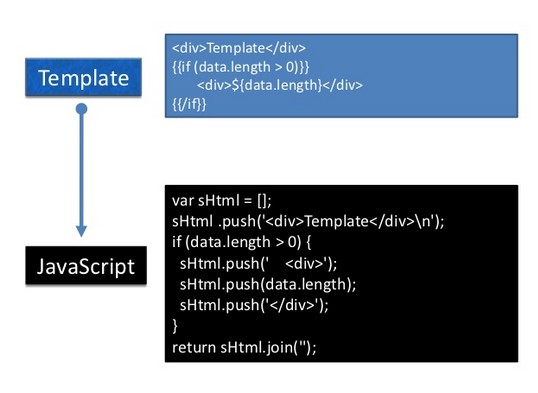 Template
<div>Template</div>
{{if (data.length > 0)}}
      <div>${data.length}</div>
{{/if}}
JavaScript
var sHtml = [];
sHtml .push('<div>Template</div>\n');
if (data.length > 0) {
  sHtml.push('    <div>');
  sHtml.push(data.length);
  sHtml.push('</div>');
}
return sHtml.join('');